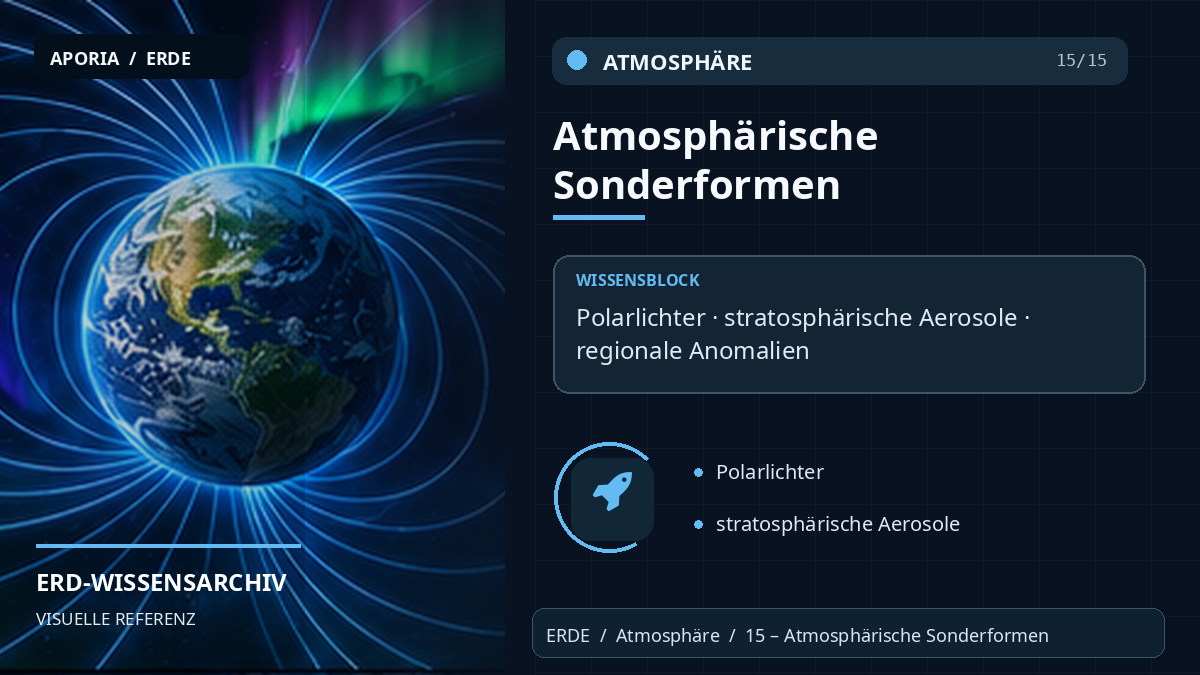 APORIA / ERDE
ERD-WISSENSARCHIV
VISUELLE REFERENZ
ATMOSPHÄRE
15/15
Atmosphärische
Sonderformen
WISSENSBLOCK
Polarlichter · stratosphärische Aerosole ·
regionale Anomalien
Polarlichter
stratosphärische Aerosole
ERDE / Atmosphäre / 15 – Atmosphärische Sonderformen